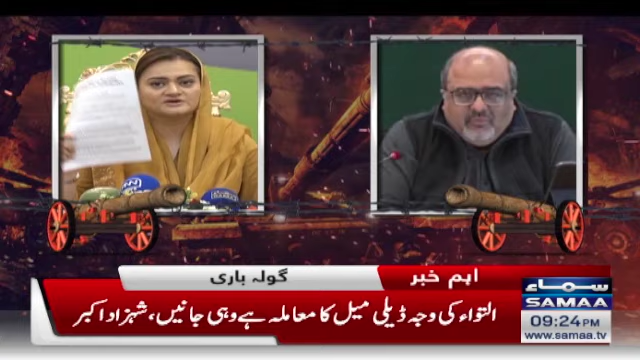 اہم خبر
گولہ باری
التواء کی وجہ ڈیلی میل کا معاملہ ہے وہی جانیں، شہزاد اکبر
سماء
SAMAA
09:24 PM
www.samaa.tv